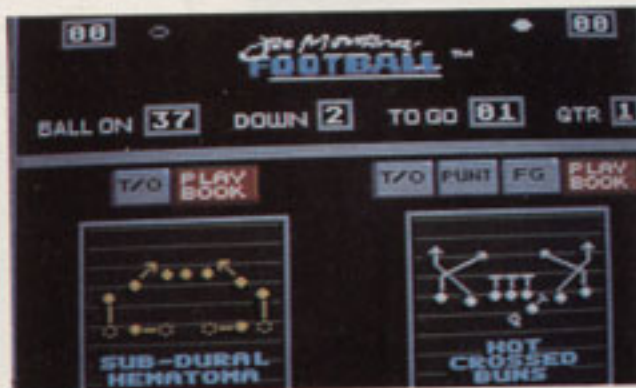 00 00
Joe Montana
FOOTBALL ™
BALL ON 37 DOWN 2 TO GO 01 QTR 1
T/O PLAY BOOK T/O PUNT FG PLAY BOOK
SUB-DURAL
HEMATOMA
HOT
CROSSED
BUNS